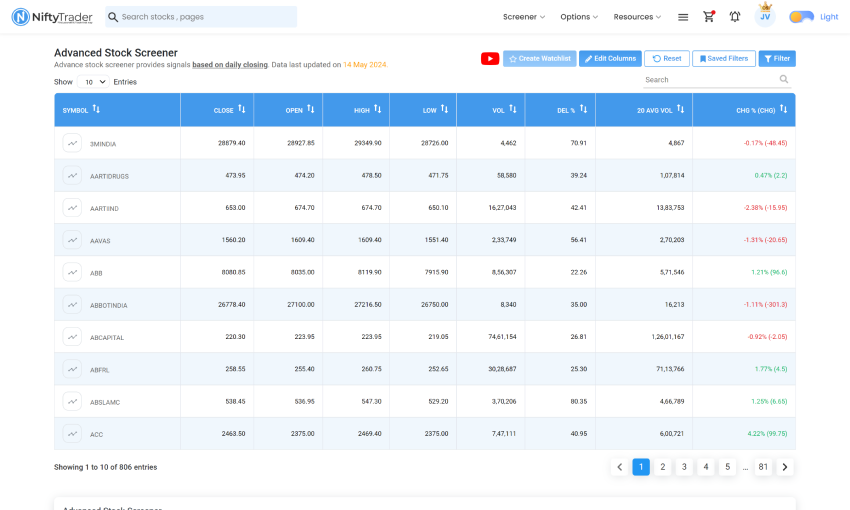 NiftyTrader
Search stocks , pages
Screener
Options
Resources
JV
Light
Advanced Stock Screener
Advance stock screener provides signals based on daily closing. Data last updated on 14 May 2024.
Create Watchlist
Edit Columns
Reset
Saved Filters
Filter
Show 10 Entries
Search
SYMBOL CLOSE OPEN HIGH LOW VOL DEL % 20 AVG VOL CHG % (CHG)
3MINDIA 28879.40 28927.85 29349.90 28726.00 4,462 70.91 4,867 -0.17% (-48.45)
AARTIDRUGS 473.95 474.20 478.50 471.75 58,580 39.24 1,07,814 0.47% (2.2)
AARTIIND 653.00 674.70 674.70 650.10 16,27,043 42.41 13,83,753 -2.38% (-15.95)
AAVAS 1560.20 1609.40 1609.40 1551.40 2,33,749 56.41 2,70,203 -1.31% (-20.65)
ABB 8080.85 8035.00 8119.90 7915.90 8,56,307 22.26 5,71,546 1.21% (96.6)
ABBOTINDIA 26778.40 27100.00 27216.50 26750.00 8,340 35.00 16,213 -1.11% (-301.3)
ABCAPITAL 220.30 223.95 223.95 219.05 74,61,154 26.81 1,26,01,167 -0.92% (-2.05)
ABFRL 258.55 255.40 260.75 252.65 30,28,687 25.30 71,13,766 1.77% (4.5)
ABSLAMC 538.45 536.95 547.30 529.20 3,70,206 80.35 4,66,789 1.25% (6.65)
ACC 2463.50 2375.00 2469.40 2375.00 7,47,111 40.95 6,00,721 4.22% (99.75)
Showing 1 to 10 of 806 entries
1 2 3 4 5 ... 81
Advanced Stock Screener